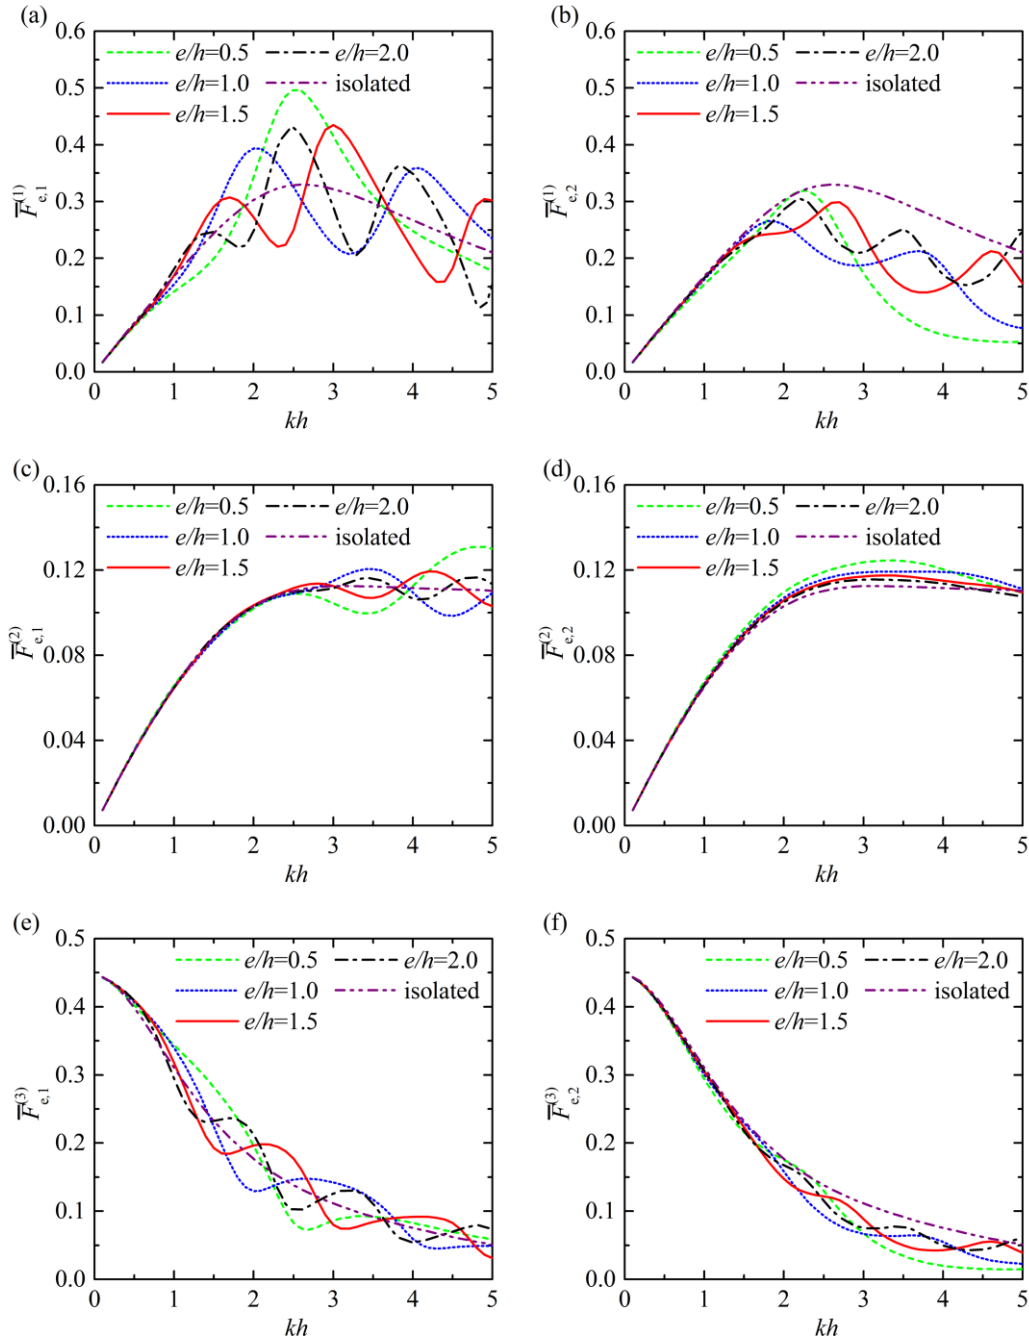 (a)
0.6
0.5
0.4
0.3
0.2
0.1
0.0
F̅e,1(1)
e/h=0.5 e/h=2.0
e/h=1.0 isolated
e/h=1.5
0 1 2 3 4 5
kh
(b)
0.6
0.5
0.4
0.3
0.2
0.1
0.0
F̅e,2(1)
e/h=0.5 e/h=2.0
e/h=1.0 isolated
e/h=1.5
0 1 2 3 4 5
kh
(c)
0.16
0.12
0.08
0.04
0.00
F̅e,1(2)
e/h=0.5 e/h=2.0
e/h=1.0 isolated
e/h=1.5
0 1 2 3 4 5
kh
(d)
0.16
0.12
0.08
0.04
0.00
F̅e,2(2)
e/h=0.5 e/h=2.0
e/h=1.0 isolated
e/h=1.5
0 1 2 3 4 5
kh
(e)
0.5
0.4
0.3
0.2
0.1
0.0
F̅e,1(3)
e/h=0.5 e/h=2.0
e/h=1.0 isolated
e/h=1.5
0 1 2 3 4 5
kh
(f)
0.5
0.4
0.3
0.2
0.1
0.0
F̅e,2(3)
e/h=0.5 e/h=2.0
e/h=1.0 isolated
e/h=1.5
0 1 2 3 4 5
kh